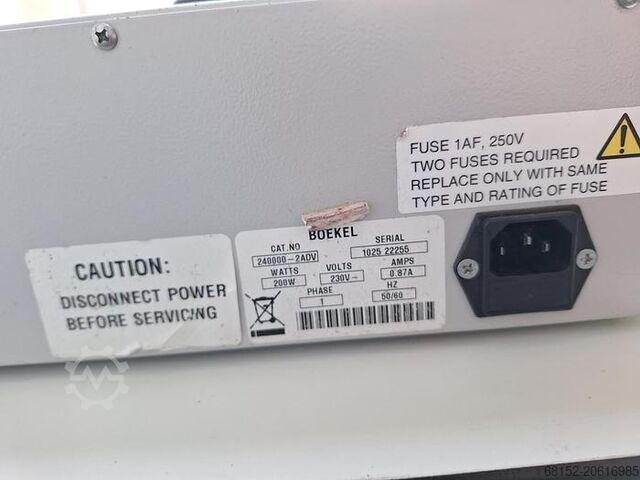 FUSE 1AF, 250V
TWO FUSES REQUIRED
REPLACE ONLY WITH SAME
TYPE AND RATING OF FUSE
CAUTION:
DISCONNECT POWER
BEFORE SERVICING
BOEKEL
CAT.NO SERIAL
240000-2ADV 1025 22255
WATTS VOLTS AMPS
200W 230V~ 0.87A
PHASE HZ
1 50/60
68152-20616985